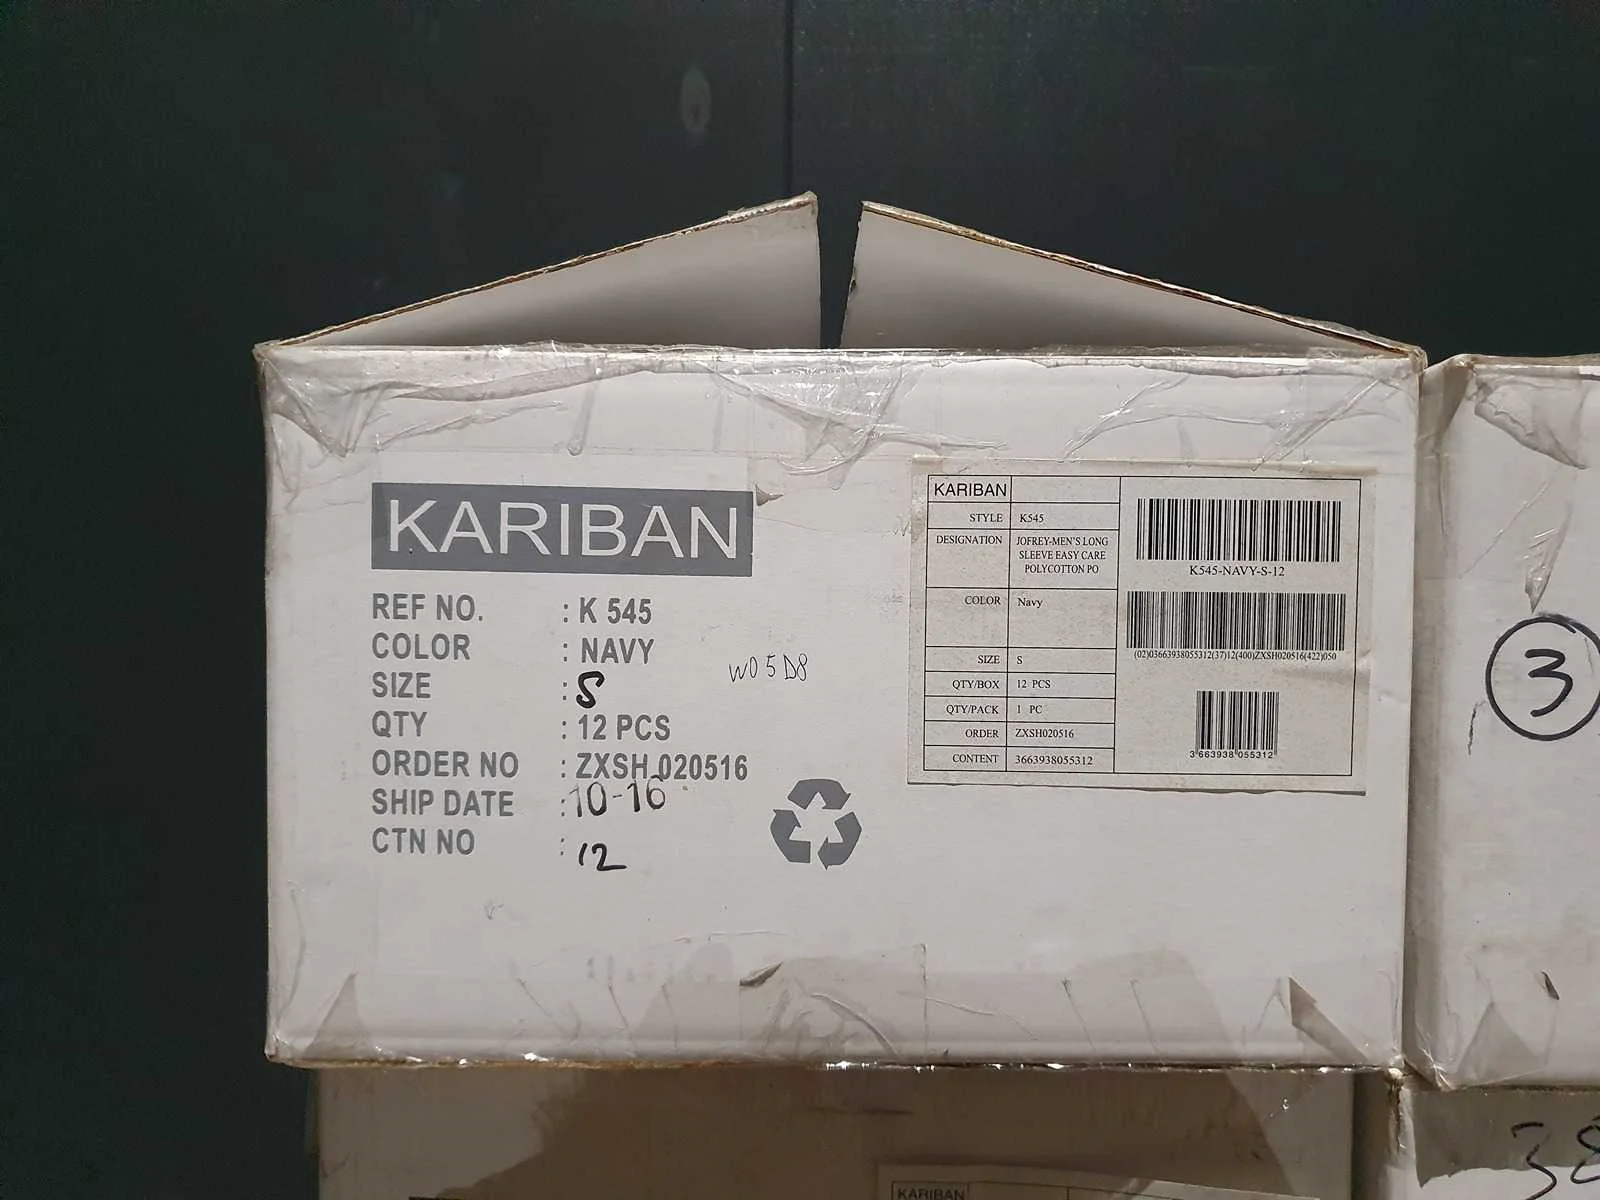 KARIBAN
REF NO. : K 545
COLOR : NAVY
SIZE : S
QTY : 12 PCS
ORDER NO : ZXSH 020516
SHIP DATE : 10-16
CTN NO : 12
W05D8
KARIBAN
STYLE K545
DESIGNATION JOFREY-MEN'S LONG
SLEEVE EASY CARE
POLYCOTTON PO
COLOR Navy
SIZE S
QTY/BOX 12 PCS
QTY/PACK 1 PC
ORDER ZXSH020516
CONTENT 3663938055312
K545-NAVY-S-12
(02)03663938055312(37)12(400)ZXSH020516(422)050
3 663938 055312
3
38
KARIBAN